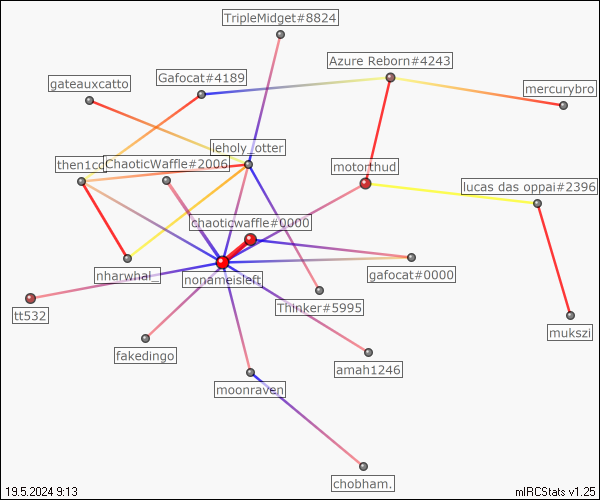 TripleMidget#8824
Azure Reborn#4243
Gafocat#4189
gateauxcatto
mercurybro
leholy_otter
ChaoticWaffle#2006
motorthud
lucas das oppai#2396
chaoticwaffle#0000
nharwhal_
nonameisleft
gafocat#0000
Thinker#5995
tt532
mukszi
fakedingo
amah1246
moonraven
chobham.
19.5.2024 9:13
mIRCStats v1.25